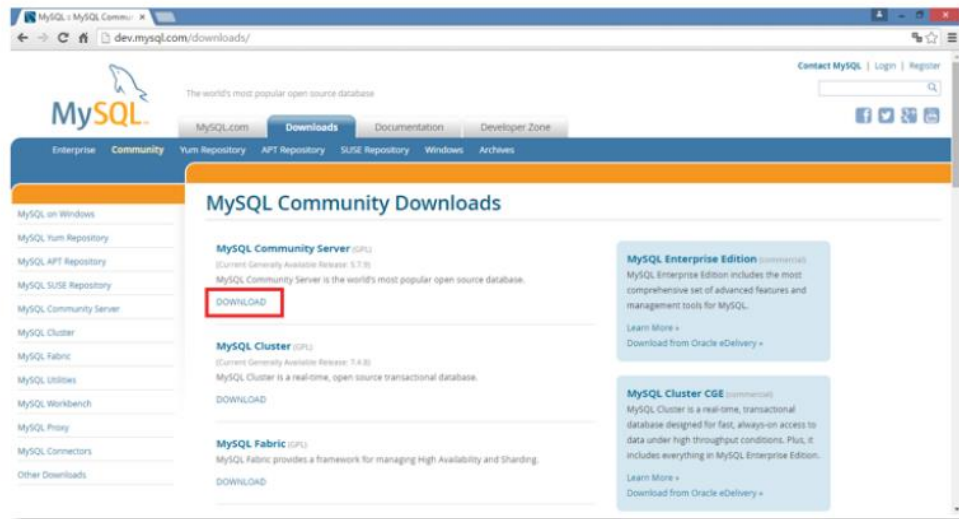 MySQL :: MySQL Commu
dev.mysql.com/downloads/
Contact MySQL | Login | Register
MySQL
The world's most popular open source database
MySQL.com Downloads Documentation Developer Zone
Enterprise Community Yum Repository APT Repository SUSE Repository Windows Archives
MySQL on Windows
MySQL Yum Repository
MySQL APT Repository
MySQL SUSE Repository
MySQL Community Server
MySQL Cluster
MySQL Fabric
MySQL Utilities
MySQL Workbench
MySQL Proxy
MySQL Connectors
Other Downloads
MySQL Community Downloads
MySQL Community Server (GPL)
(Current Generally Available Release: 5.7.9)
MySQL Community Server is the world's most popular open source database.
DOWNLOAD
MySQL Cluster (GPL)
(Current Generally Available Release: 7.4.8)
MySQL Cluster is a real-time, open source transactional database.
DOWNLOAD
MySQL Fabric (GPL)
MySQL Fabric provides a framework for managing High Availability and Sharding.
DOWNLOAD
MySQL Enterprise Edition (commercial)
MySQL Enterprise Edition includes the most
comprehensive set of advanced features and
management tools for MySQL.
Learn More »
Download from Oracle eDelivery »
MySQL Cluster CGE (commercial)
MySQL Cluster is a real-time, transactional
database designed for fast, always-on access to
data under high throughput conditions. Plus, it
includes everything in MySQL Enterprise Edition.
Learn More »
Download from Oracle eDelivery »